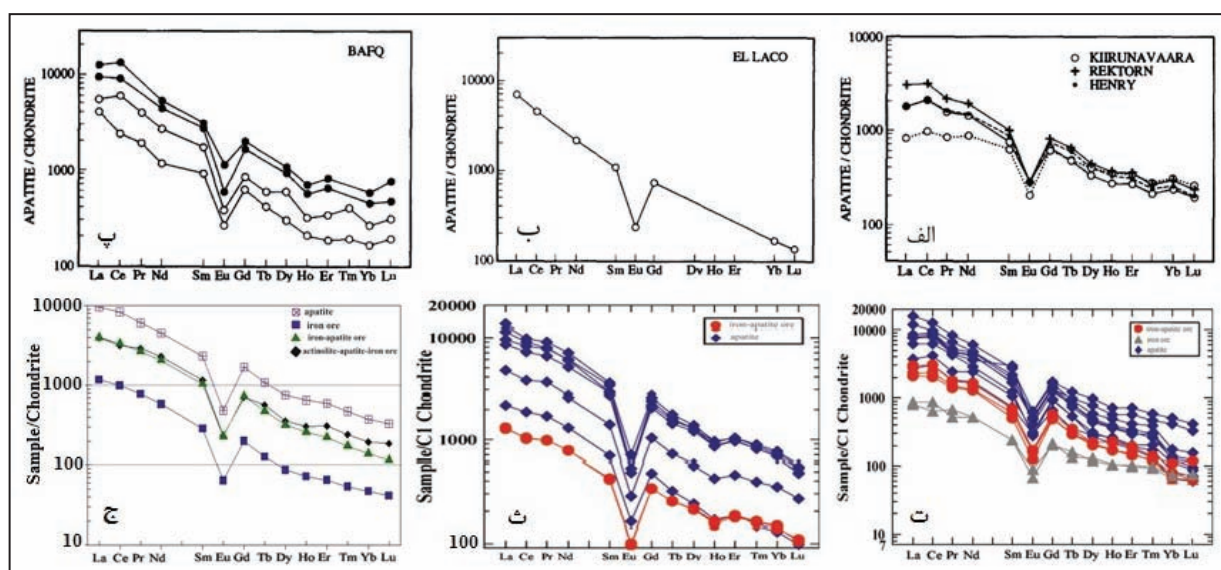 BAFQ
10000
1000
100
APATITE / CHONDRITE
پ
La Ce Pr Nd Sm Eu Gd Tb Dy Ho Er Tm Yb Lu
EL LACO
10000
1000
100
APATITE / CHONDRITE
ب
La Ce Pr Nd Sm Eu Gd Dy Ho Er Yb Lu
10000
1000
100
APATITE / CHONDRITE
KIIRUNAVAARA
REKTORN
HENRY
الف
La Ce Pr Nd Sm Eu Gd Tb Dy Ho Er Tm Yb Lu
10000
1000
100
10
Sample/Chondrite
apatite
iron ore
iron-apatite ore
actinolite-apatite-iron ore
ج
La Ce Pr Nd Sm Eu Gd Tb Dy Ho Er Tm Yb Lu
20000
10000
1000
100
Sample/C1 Chondrite
iron-apatite ore
apatite
ث
La Ce Pr Nd Sm Eu Gd Tb Dy Ho Er Tm Yb Lu
20000
10000
1000
100
10
7
Sample/C1 Chondrite
iron-apatite ore
iron ore
apatite
ت
La Ce Pr Nd Sm Eu Gd Tb Dy Ho Er Tm Yb Lu